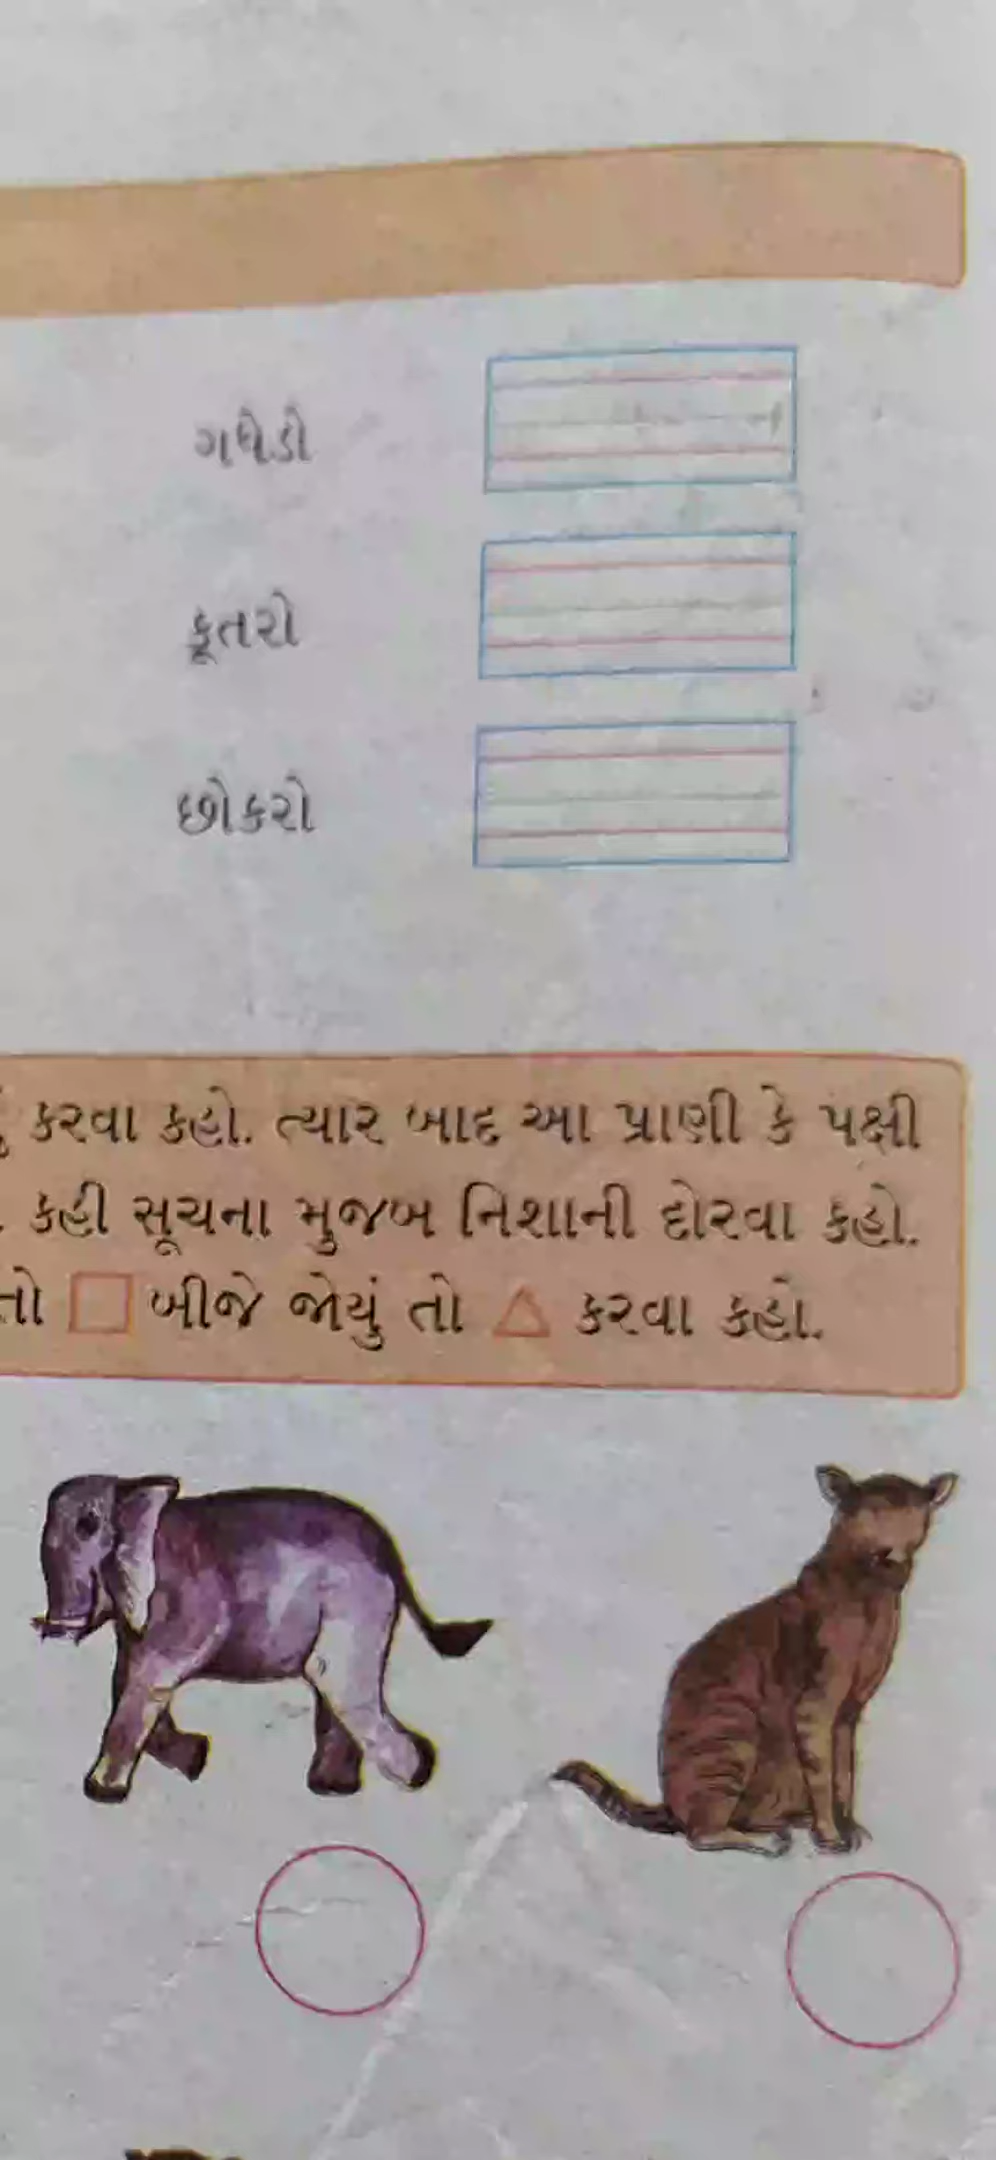 ગધેડો
કૂતરો
છોકરો
કરવા કહો. ત્યાર બાદ આ પ્રાણી કે પક્ષી
કહી સૂચના મુજબ નિશાની દોરવા કહો.
તો □ બીજે જોયું તો △ કરવા કહો.